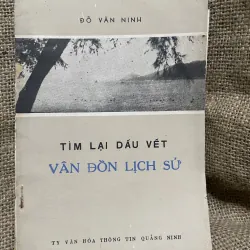 ĐỖ VĂN NINH
TÌM LẠI DẤU VẾT
VÂN ĐỒN LỊCH SỬ
TY VĂN HÓA THÔNG TIN QUẢNG NINH